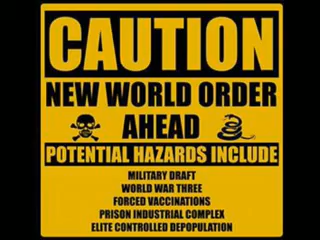 CAUTION
NEW WORLD ORDER
AHEAD
POTENTIAL HAZARDS INCLUDE
MILITARY DRAFT
WORLD WAR THREE
FORCED VACCINATIONS
PRISON INDUSTRIAL COMPLEX
ELITE CONTROLLED DEPOPULATION